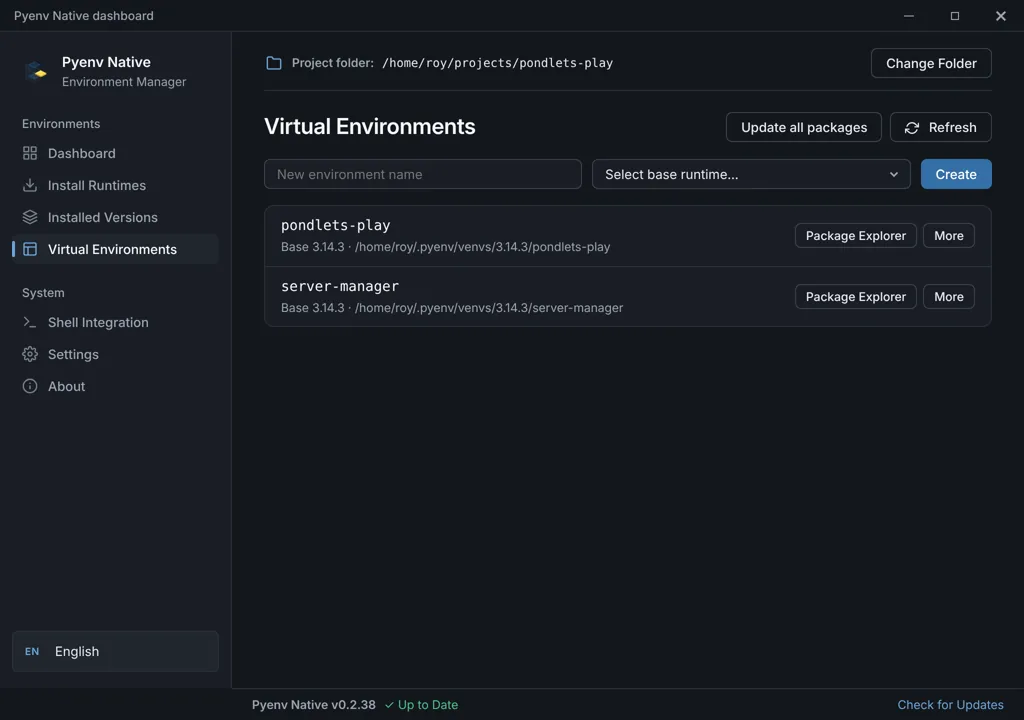 Pyenv Native dashboard
Pyenv Native
Environment Manager
Environments
Dashboard
Install Runtimes
Installed Versions
Virtual Environments
System
Shell Integration
Settings
About
EN English
Project folder: /home/roy/projects/pondlets-play
Change Folder
Virtual Environments
Update all packages
Refresh
New environment name
Select base runtime...
Create
pondlets-play
Base 3.14.3 · /home/roy/.pyenv/venvs/3.14.3/pondlets-play
Package Explorer
More
server-manager
Base 3.14.3 · /home/roy/.pyenv/venvs/3.14.3/server-manager
Package Explorer
More
Pyenv Native v0.2.38 ✓ Up to Date
Check for Updates